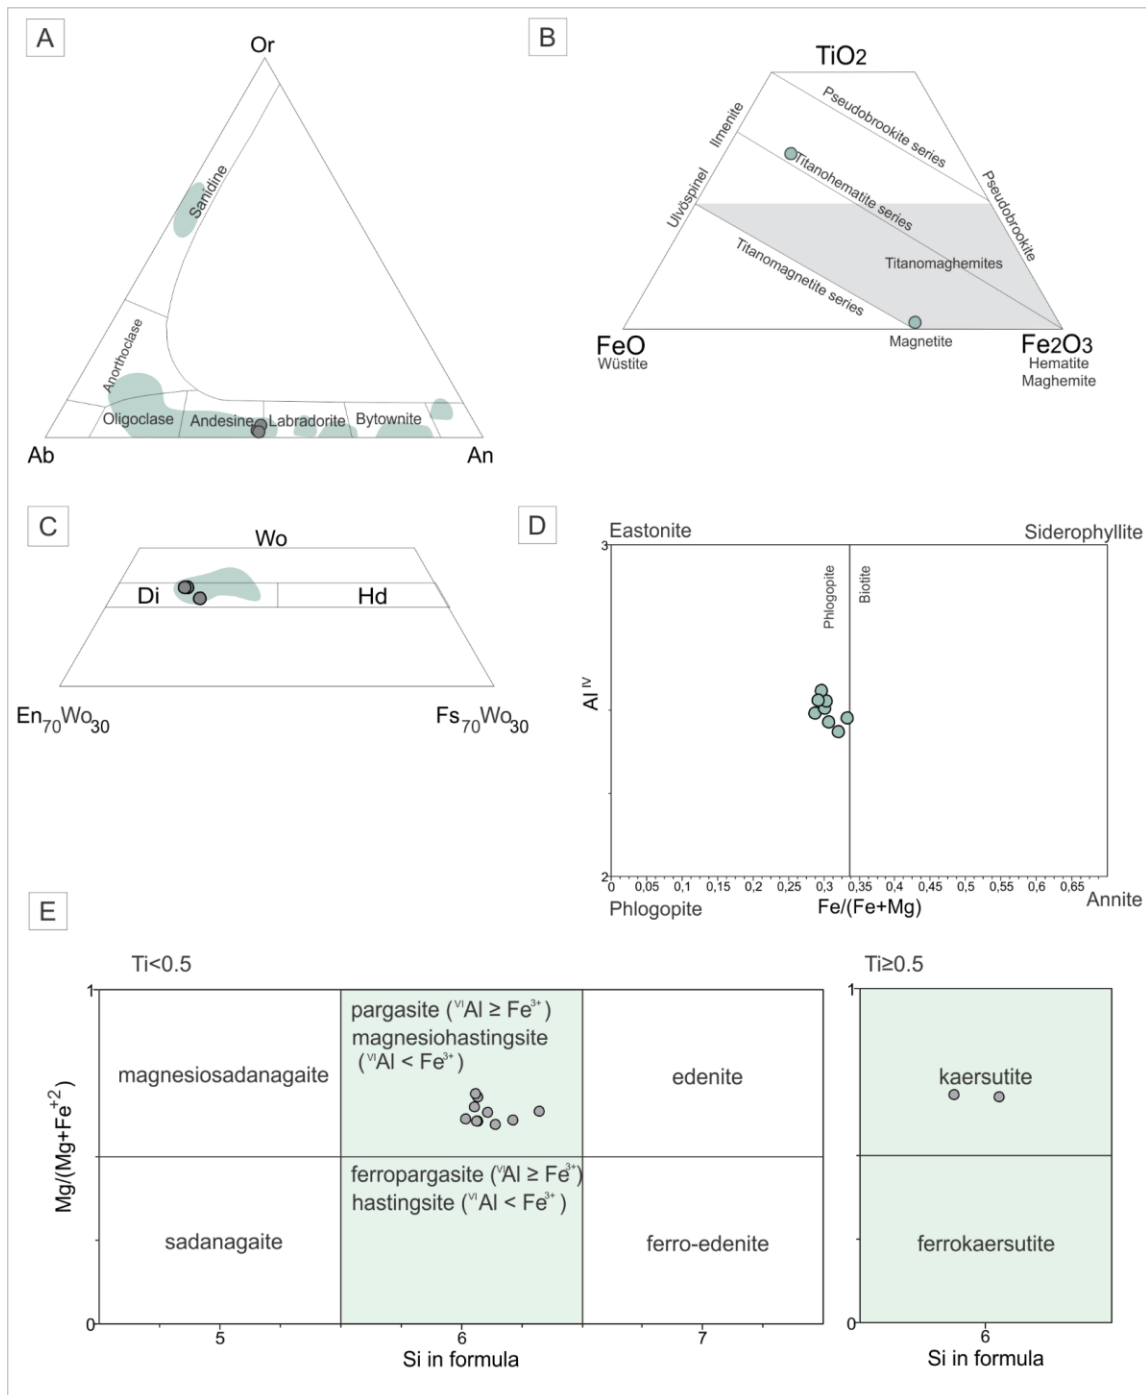 A
Or
Sanidine
Anorthoclase
Oligoclase
Andesine
Labradorite
Bytownite
Ab
An
B
TiO2
Ilmenite
Pseudobrookite series
Ulvöspinel
Titanohematite series
Pseudobrookite
Titanomagnetite series
Titanomaghemites
FeO
Wüstite
Magnetite
Fe2O3
Hematite
Maghemite
C
Wo
Di
Hd
En70Wo30
Fs70Wo30
D
Eastonite
Siderophyllite
3
Phlogopite
Biotite
Al IV
2
0
0,05
0,1
0,15
0,2
0,25
0,3
0,35
0,4
0,45
0,5
0,55
0,6
0,65
Phlogopite
Fe/(Fe+Mg)
Annite
E
Ti<0.5
1
pargasite (VIAl ≥ Fe3+)
magnesiohastingsite
(VIAl < Fe3+)
magnesiosadanagaite
edenite
Mg/(Mg+Fe+2)
ferropargasite (VIAl ≥ Fe3+)
hastingsite (VIAl < Fe3+)
sadanagaite
ferro-edenite
0
5
6
7
Si in formula
Ti≥0.5
1
kaersutite
ferrokaersutite
0
6
Si in formula